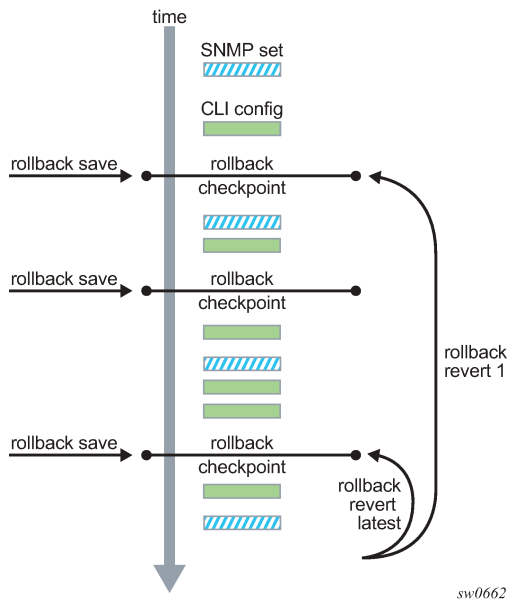 time
SNMP set
CLI config
rollback save
rollback
checkpoint
rollback save
rollback
checkpoint
rollback
revert 1
rollback save
rollback
checkpoint
rollback
revert
latest
sw0662